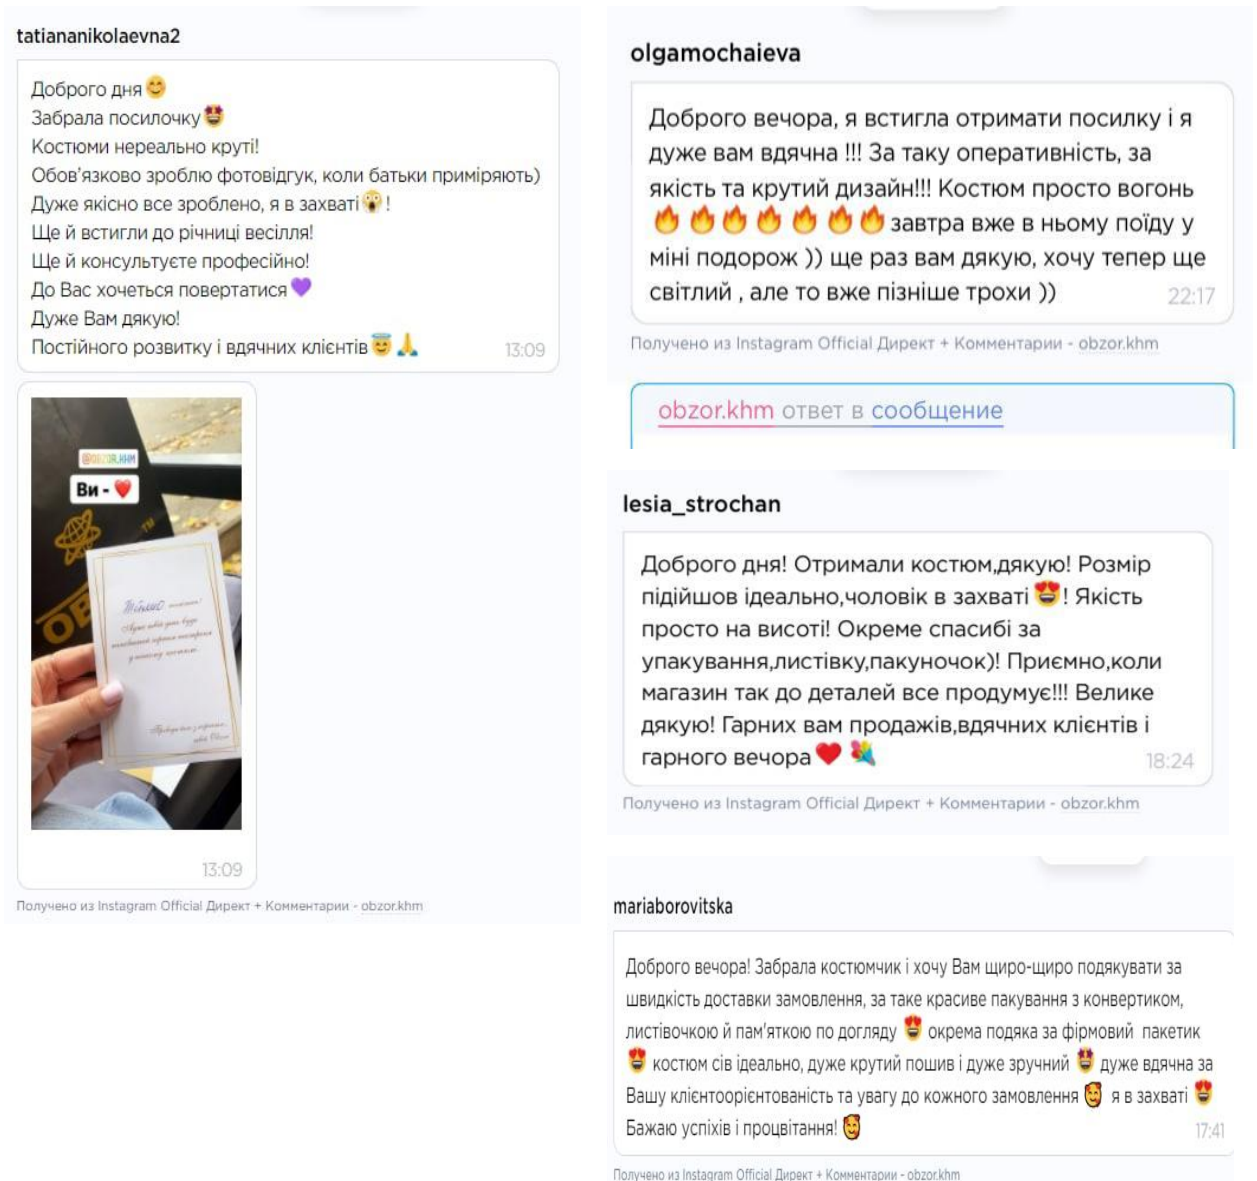 tatiananikolaevna2
Доброго дня😊
Забрала посилочку🤩
Костюми нереально круті!
Обов'язково зроблю фотовідгук, коли батьки приміряють)
Дуже якісно все зроблено, я в захваті😱!
Ще й встигли до річниці весілля!
Ще й консультуєте професійно!
До Вас хочеться повертатися💜
Дуже Вам дякую!
Постійного розвитку і вдячних клієнтів😇🙏
13:09
@OBZOR.KHM
Ви - ❤️
TM
13:09
Получено из Instagram Official Директ + Комментарии - obzor.khm
olgamochaieva
Доброго вечора, я встигла отримати посилку і я
дуже вам вдячна !!! За таку оперативність, за
якість та крутий дизайн!!! Костюм просто вогонь
🔥🔥🔥🔥🔥🔥🔥 завтра вже в ньому поїду у
міні подорож )) ще раз вам дякую, хочу тепер ще
світлий , але то вже пізніше трохи ))
22:17
Получено из Instagram Official Директ + Комментарии - obzor.khm
obzor.khm ответ в сообщение
lesia_strochan
Доброго дня! Отримали костюм,дякую! Розмір
підійшов ідеально,чоловік в захваті😍! Якість
просто на висоті! Окреме спасибі за
упакування,листівку,пакуночок)! Приємно,коли
магазин так до деталей все продумує!!! Велике
дякую! Гарних вам продажів,вдячних клієнтів і
гарного вечора❤️💐
18:24
Получено из Instagram Official Директ + Комментарии - obzor.khm
mariaborovitska
Доброго вечора! Забрала костюмчик і хочу Вам щиро-щиро подякувати за
швидкість доставки замовлення, за таке красиве пакування з конвертиком,
листівочкою й пам'яткою по догляду 😍 окрема подяка за фірмовий пакетик
😍 костюм сів ідеально, дуже крутий пошив і дуже зручний 🤩 дуже вдячна за
Вашу клієнтоорієнтованість та увагу до кожного замовлення 🥰 я в захваті 😍
Бажаю успіхів і процвітання! 🥰
17:41
Получено из Instagram Official Директ + Комментарии - obzor.khm